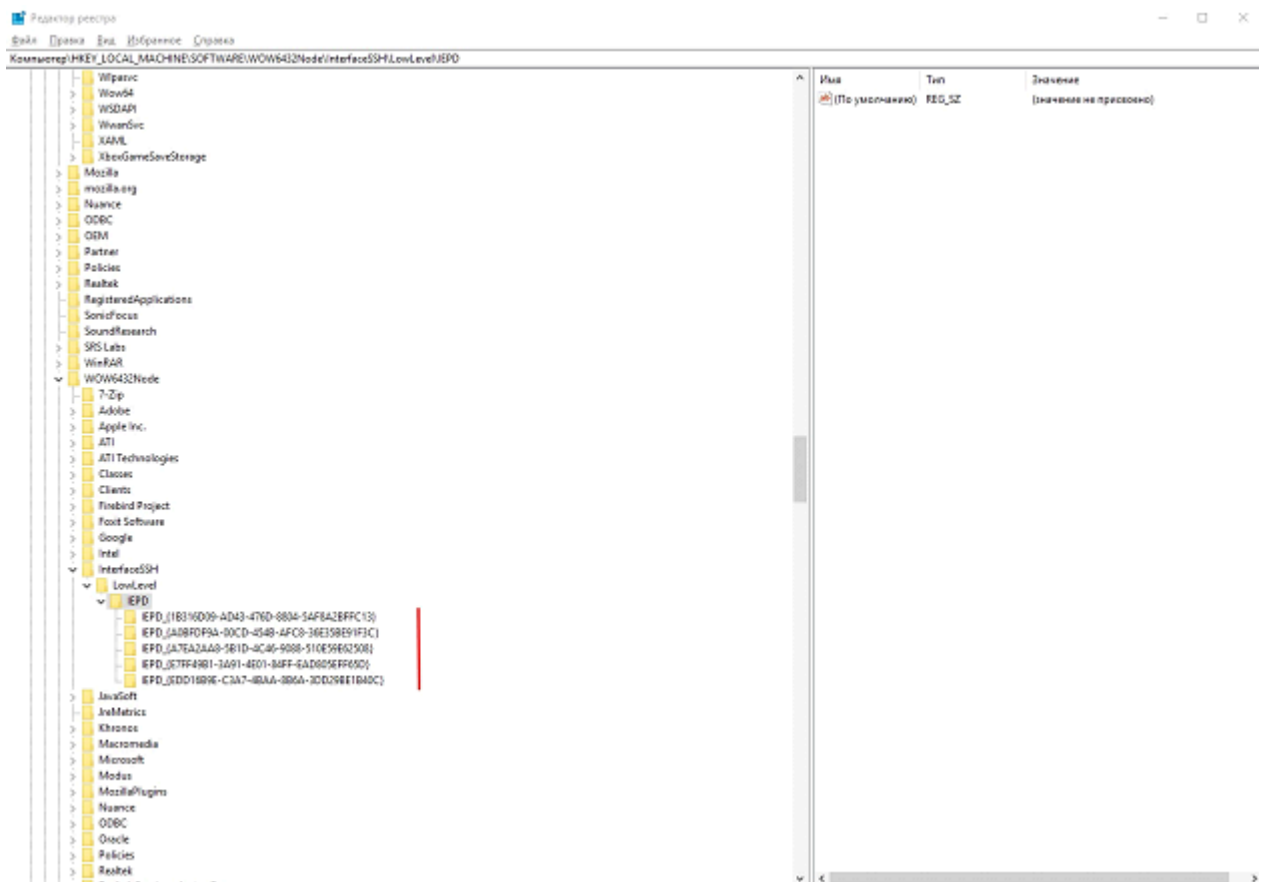 Редактор реестра
Файл Правка Вид Избранное Справка
Компьютер\HKEY_LOCAL_MACHINE\SOFTWARE\WOW6432Node\InterfaceSSH\LowLevel\IEPD
Wlpasvc
Wow64
WSDAPI
WwanSvc
XAML
XboxGameSaveStorage
Mozilla
mozilla.org
Nuance
ODBC
OEM
Partner
Policies
Realtek
RegisteredApplications
SonicFocus
SoundResearch
SRS Labs
WinRAR
WOW6432Node
7-Zip
Adobe
Apple Inc.
ATI
ATI Technologies
Classes
Clients
Firebird Project
Foxit Software
Google
Intel
InterfaceSSH
LowLevel
IEPD
IEPD_{1B316D09-AD43-476D-8804-5AF8A2BFFC13}
IEPD_{A0BFDF9A-00CD-454B-AFC8-36E35BE91F3C}
IEPD_{A7EA2AA8-5B1D-4C46-9088-510E59E62508}
IEPD_{E7FF49B1-3A91-4E01-84FF-EAD805EFF65D}
IEPD_{EDD16B9E-C3A7-4BAA-8B6A-3DD29BE1B40C}
JavaSoft
JreMetrics
Khronos
Macromedia
Microsoft
Modus
MozillaPlugins
Nuance
ODBC
Oracle
Policies
Realtek
Имя Тип Значение
(По умолчанию) REG_SZ (значение не присвоено)